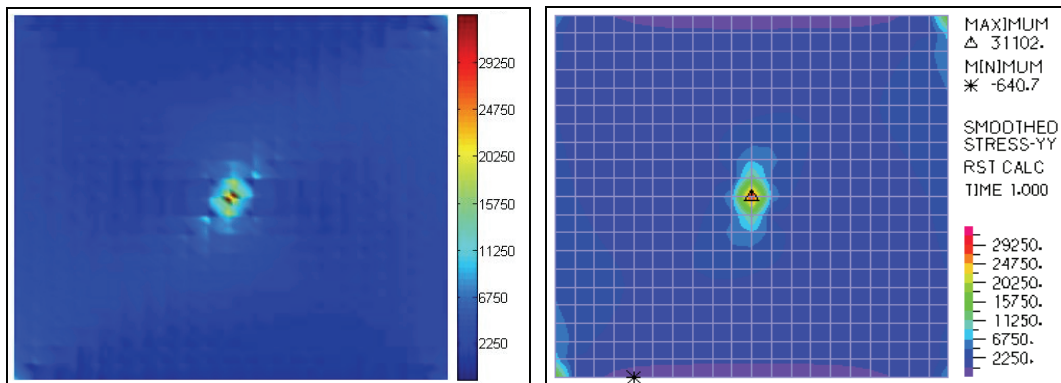 29250
24750
20250
15750
11250
6750
2250
MAXIMUM
31102.
MINIMUM
-640.7
SMOOTHED
STRESS-YY
RST CALC
TIME 1.000
29250.
24750.
20250.
15750.
11250.
6750.
2250.